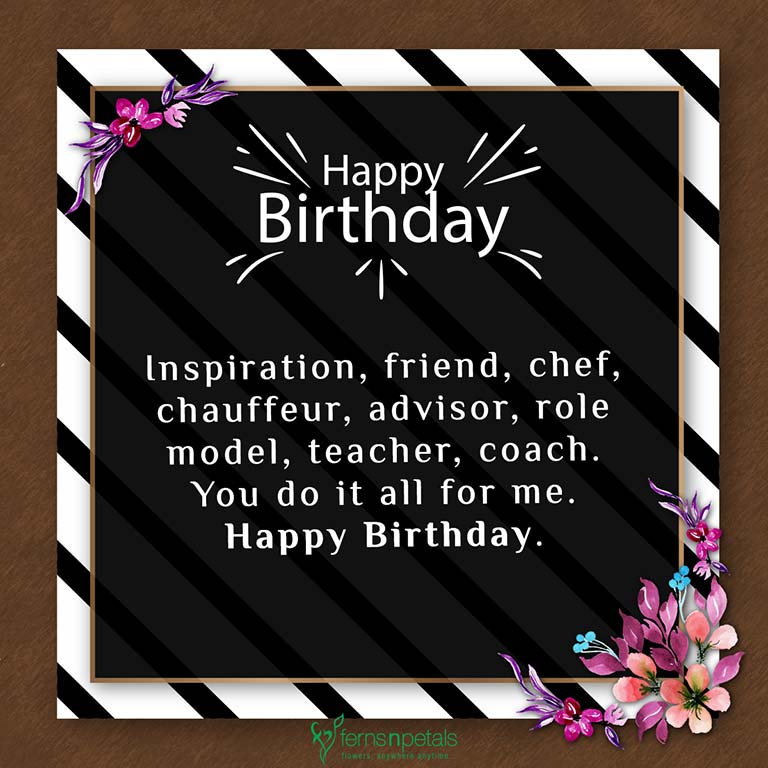 Happy
Birthday
Inspiration, friend, chef,
chauffeur, advisor, role
model, teacher, coach.
You do it all for me.
Happy Birthday.
fernsnpetals
flowers, anywhere anytime.